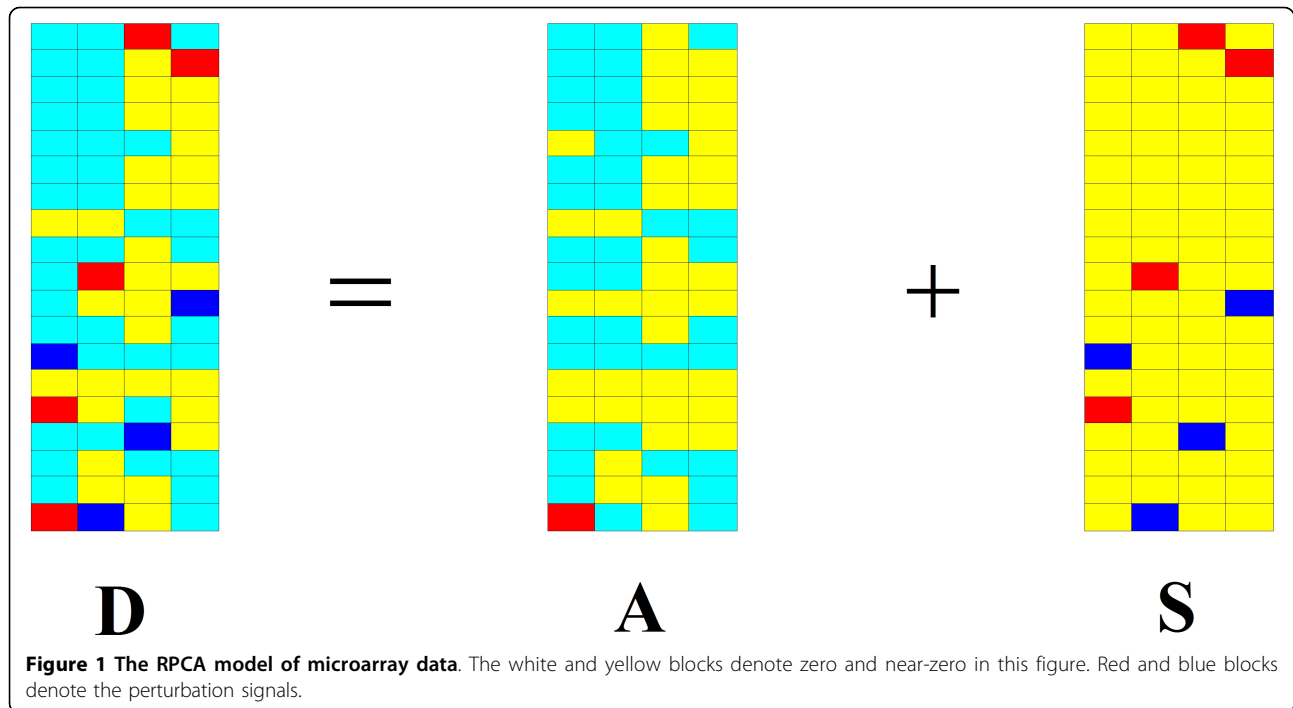 = +
D A S
Figure 1 The RPCA model of microarray data. The white and yellow blocks denote zero and near-zero in this figure. Red and blue blocks
denote the perturbation signals.